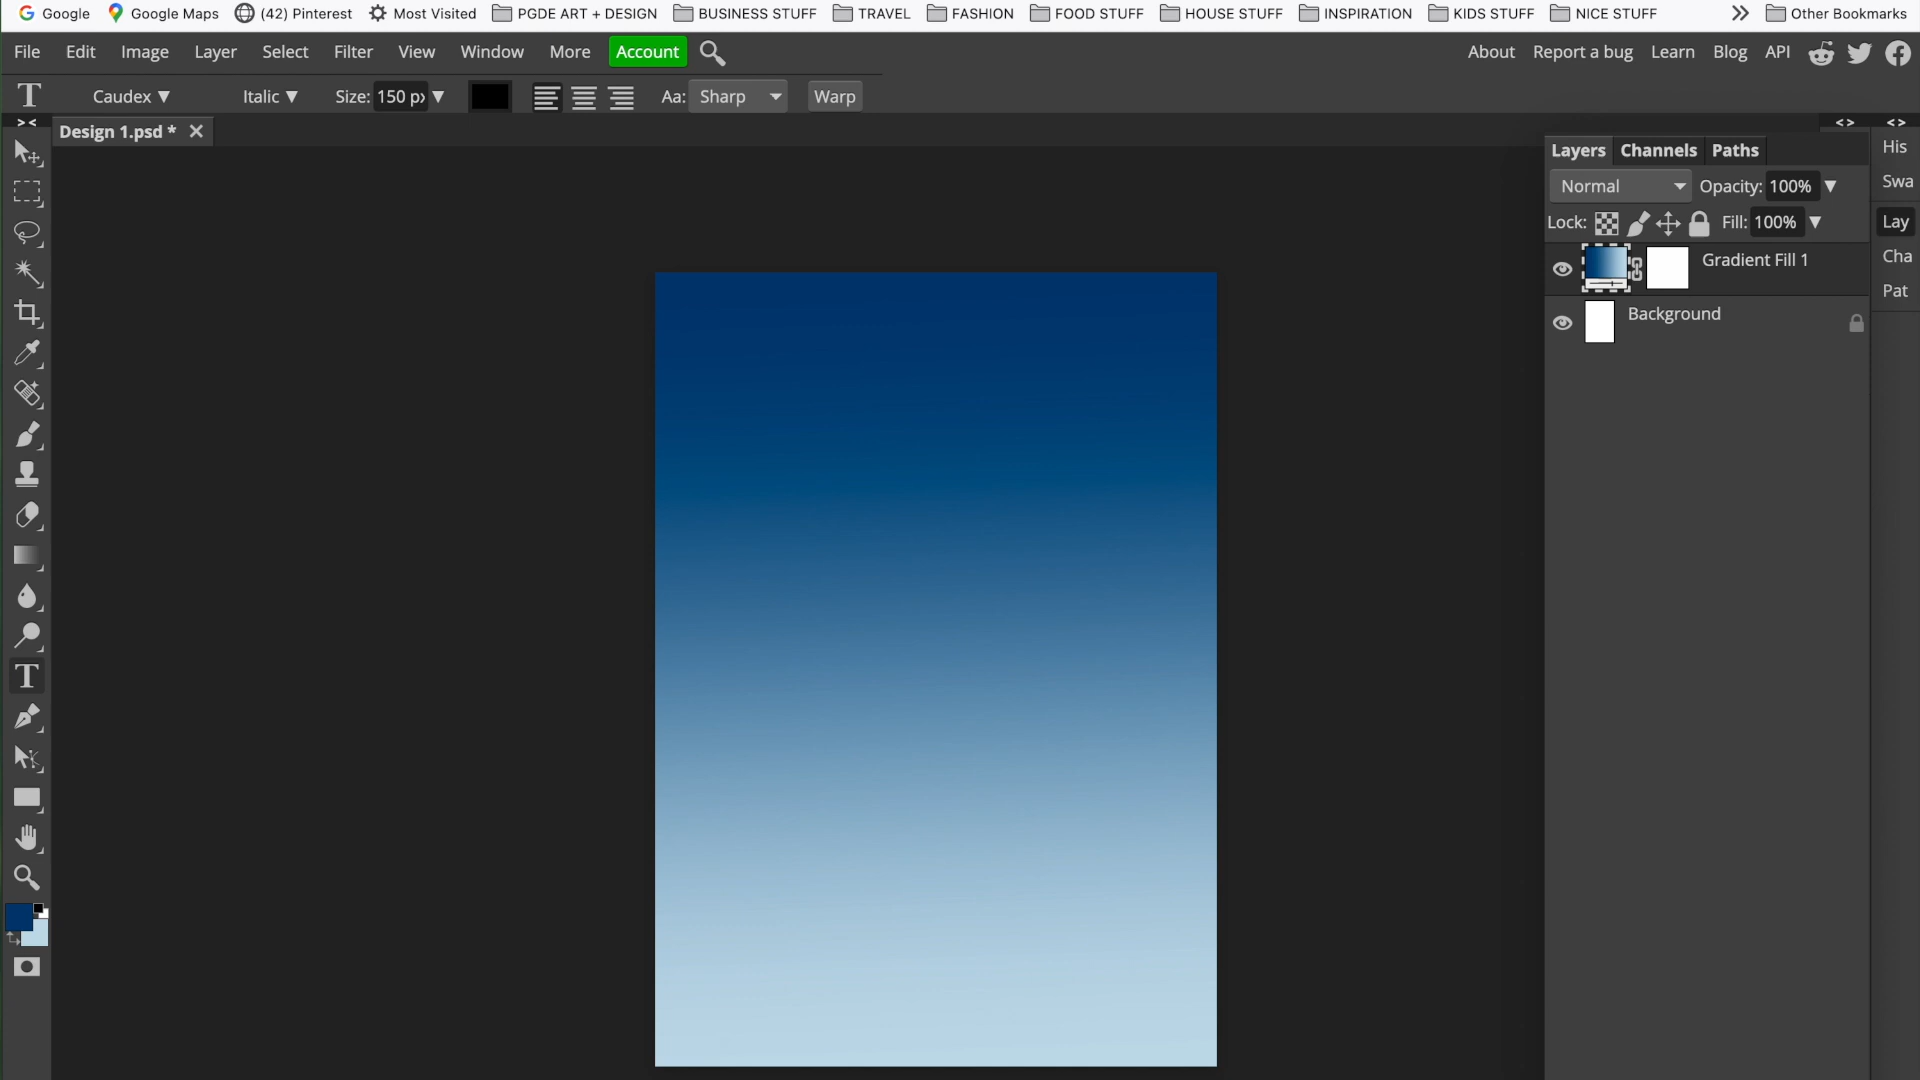 Google Google Maps (42) Pinterest Most Visited PGDE ART + DESIGN BUSINESS STUFF TRAVEL FASHION FOOD STUFF HOUSE STUFF INSPIRATION KIDS STUFF NICE STUFF Other Bookmarks
File Edit Image Layer Select Filter View Window More Account About Report a bug Learn Blog API
T Caudex ▼ Italic ▼ Size: 150 px ▼ Aa: Sharp Warp
> < < > < >
Design 1.psd * ✕
Layers Channels Paths His
Normal Opacity: 100% ▼ Swa
Lock: Fill: 100% ▼ Lay
Gradient Fill 1 Cha
Pat
Background
T